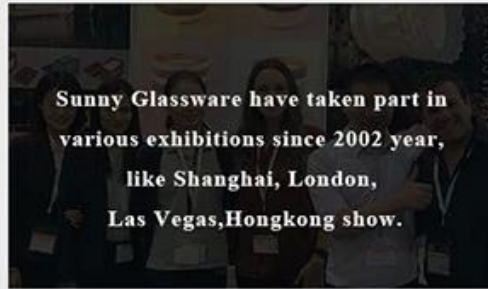 Sunny Glassware have taken part in
various exhibitions since 2002 year,
like Shanghai, London,
Las Vegas,Hongkong show.